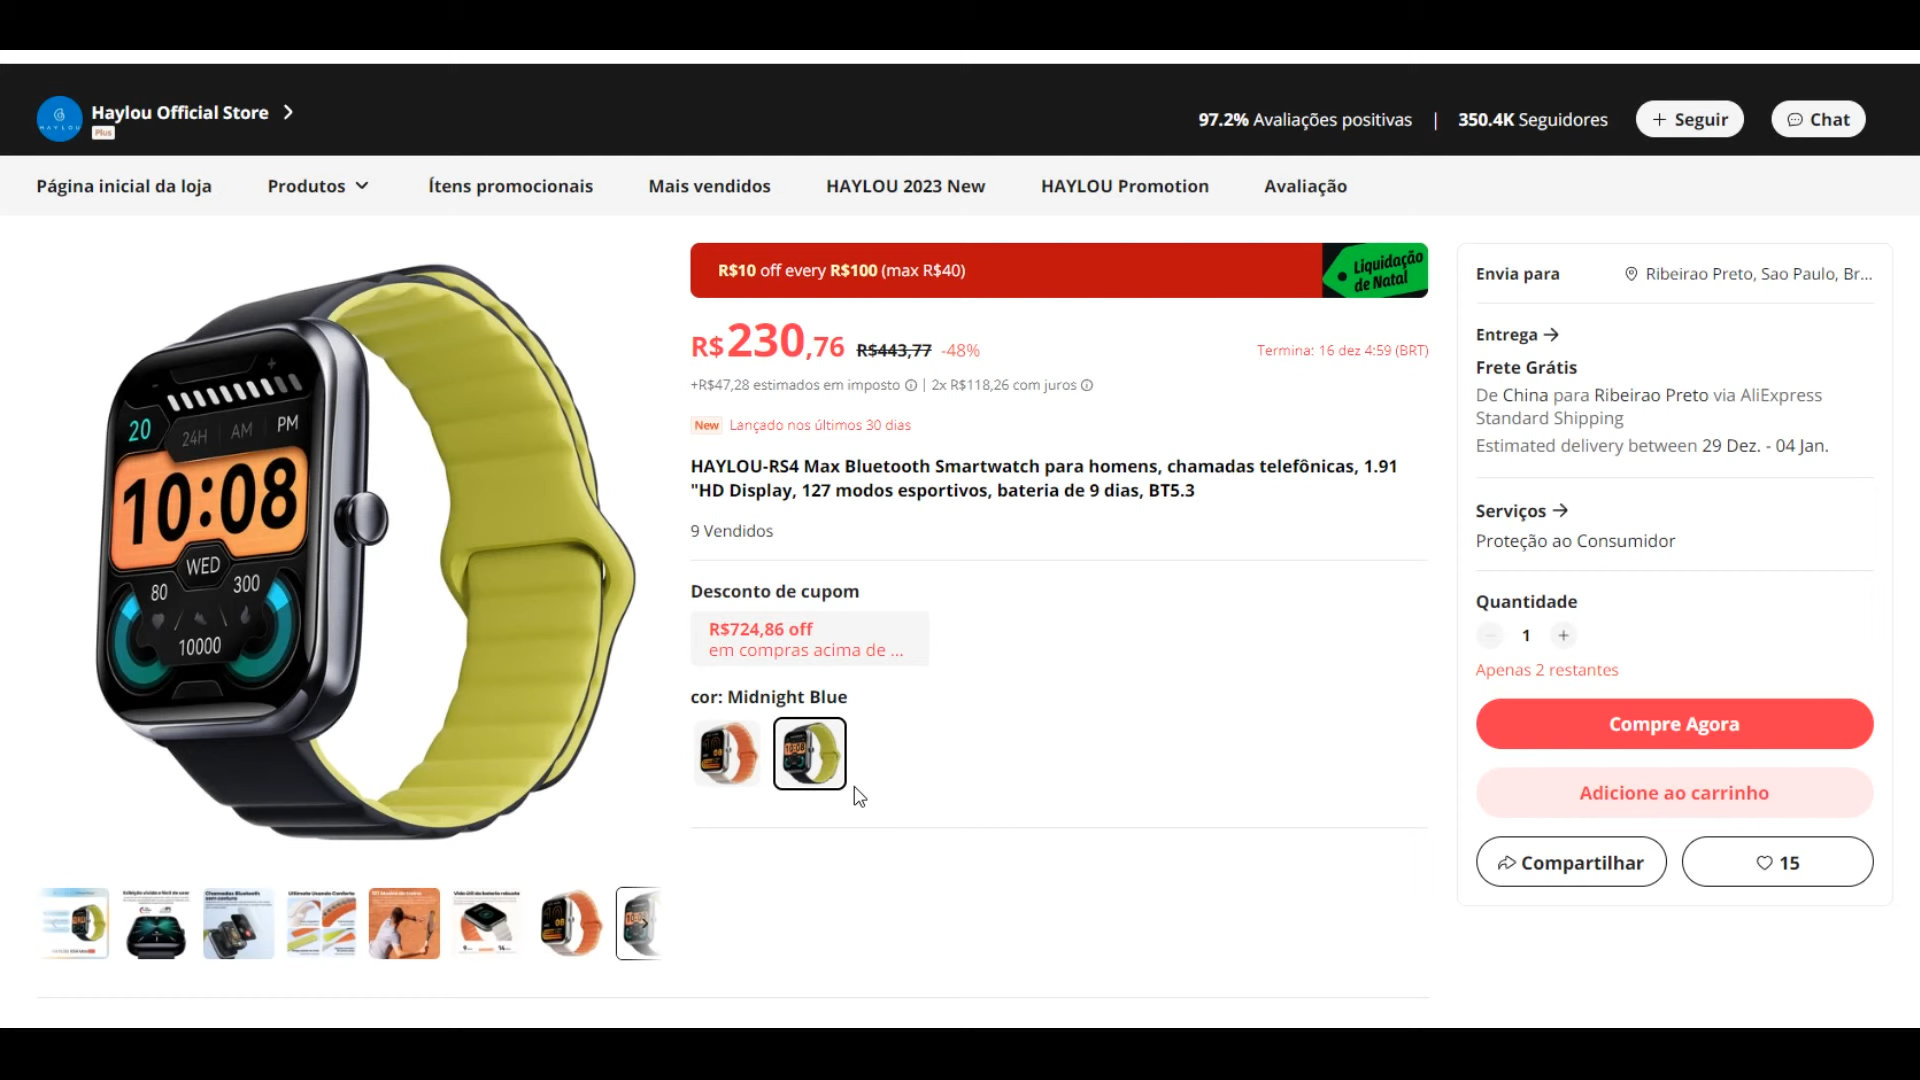 Haylou Official Store
Plus
97.2% Avaliações positivas | 350.4K Seguidores
+ Seguir
Chat
HAYLOU
Página inicial da loja
Produtos
Ítens promocionais
Mais vendidos
HAYLOU 2023 New
HAYLOU Promotion
Avaliação
20
24H | AM | PM
10:08
WED
80
300
10000
R$10 off every R$100 (max R$40)
Liquidação
de Natal
R$230,76 R$443,77 -48%
Termina: 16 dez 4:59 (BRT)
+R$47,28 estimados em imposto | 2x R$118,26 com juros
New Lançado nos últimos 30 dias
HAYLOU-RS4 Max Bluetooth Smartwatch para homens, chamadas telefônicas, 1.91
"HD Display, 127 modos esportivos, bateria de 9 dias, BT5.3
9 Vendidos
Desconto de cupom
R$724,86 off
em compras acima de ...
cor: Midnight Blue
Envia para
Ribeirao Preto, Sao Paulo, Br...
Entrega
Frete Grátis
De China para Ribeirao Preto via AliExpress
Standard Shipping
Estimated delivery between 29 Dez. - 04 Jan.
Serviços
Proteção ao Consumidor
Quantidade
- 1 +
Apenas 2 restantes
Compre Agora
Adicione ao carrinho
Compartilhar
15